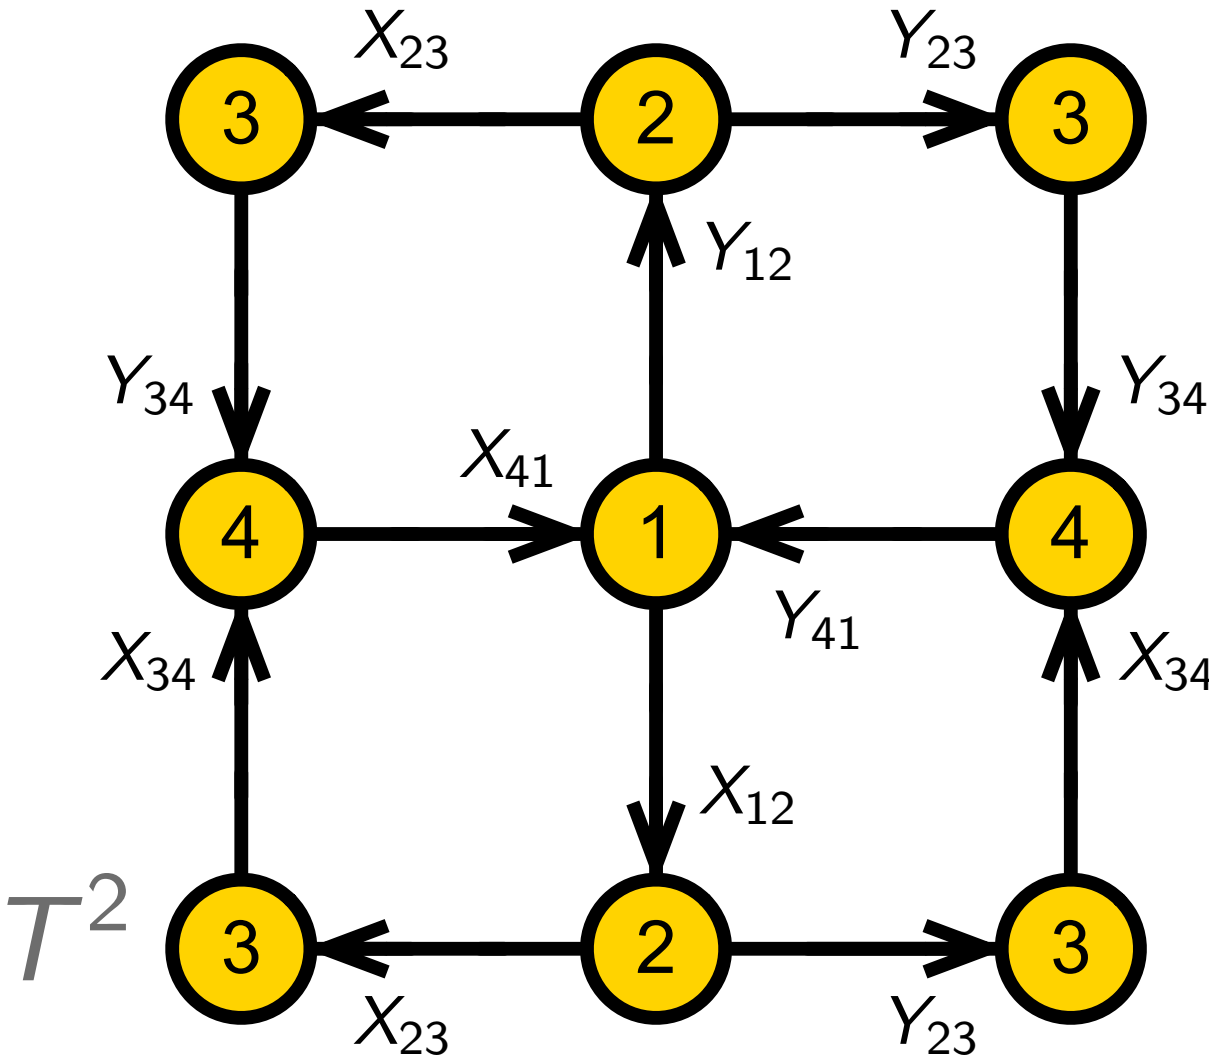 X₂₃ Y₂₃
3 2 3
Y₁₂
Y₃₄ Y₃₄
X₄₁
4 1 4
Y₄₁
X₃₄ X₃₄
X₁₂
T²
3 2 3
X₂₃ Y₂₃